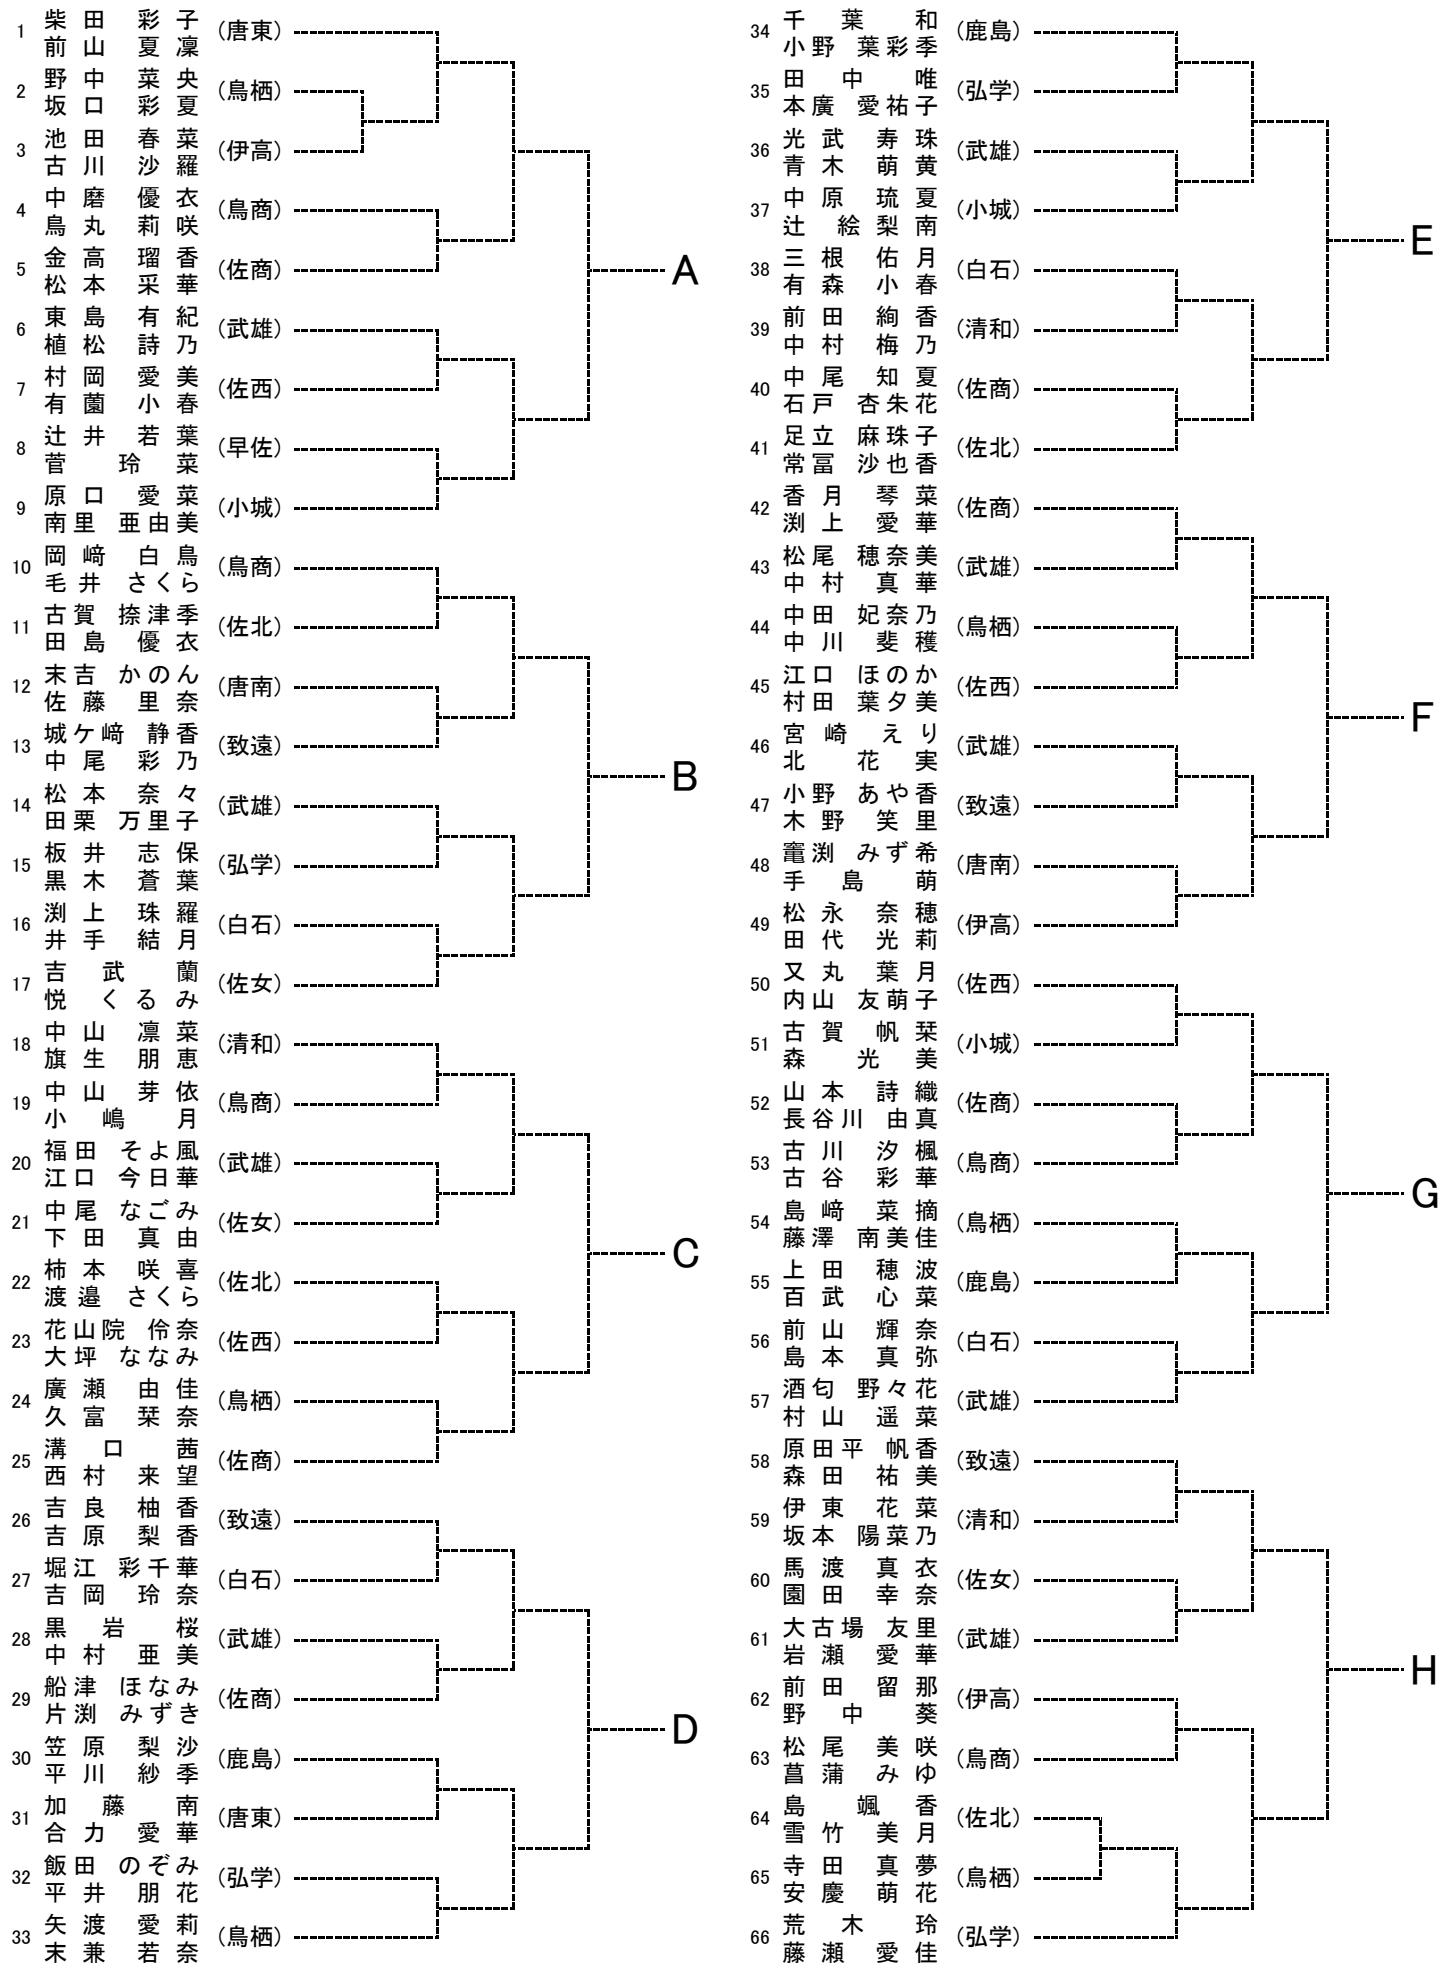 柴田 彩子
1 (唐東)
前山 夏凜
野中 菜央
2 (鳥栖)
坂口 彩夏
池田 春菜
3 (伊高)
古川 沙羅
中磨 優衣
4 (鳥商)
鳥丸 莉咲
金高 瑠香
5 (佐商)
松本 采華
A
東島 有紀
6 (武雄)
植松 詩乃
村岡 愛美
7 (佐西)
有薗 小春
辻井 若葉
8 (早佐)
菅 玲菜
原口 愛菜
9 (小城)
南里 亜由美
岡﨑 白鳥
10 (鳥商)
毛井 さくら
古賀 捺津季
11 (佐北)
田島 優衣
末吉 かのん
12 (唐南)
佐藤 里奈
城ケ﨑 静香
13 (致遠)
中尾 彩乃
B
松本 奈々
14 (武雄)
田栗 万里子
板井 志保
15 (弘学)
黒木 蒼葉
渕上 珠羅
16 (白石)
井手 結月
吉武 蘭
17 (佐女)
悦 くるみ
中山 凛菜
18 (清和)
旗生 朋恵
中山 芽依
19 (鳥商)
小嶋 月
福田 そよ風
20 (武雄)
江口 今日華
中尾 なごみ
21 (佐女)
下田 真由
C
柿本 咲喜
22 (佐北)
渡邉 さくら
花山院 伶奈
23 (佐西)
大坪 ななみ
廣瀬 由佳
24 (鳥栖)
久富 栞奈
溝口 茜
25 (佐商)
西村 来望
吉良 柚香
26 (致遠)
吉原 梨香
堀江 彩千華
27 (白石)
吉岡 玲奈
黒岩 桜
28 (武雄)
中村 亜美
船津 ほなみ
29 (佐商)
片渕 みずき
D
笠原 梨沙
30 (鹿島)
平川 紗季
加藤 南
31 (唐東)
合力 愛華
飯田 のぞみ
32 (弘学)
平井 朋花
矢渡 愛莉
33 (鳥栖)
末兼 若奈
千葉 和
34 (鹿島)
小野 葉彩季
田中 唯
35 (弘学)
本廣 愛祐子
光武 寿珠
36 (武雄)
青木 萌黄
中原 琉夏
37 (小城)
辻 絵梨南
E
三根 佑月
38 (白石)
有森 小春
前田 絢香
39 (清和)
中村 梅乃
中尾 知夏
40 (佐商)
石戸 杏朱花
足立 麻珠子
41 (佐北)
常冨 沙也香
香月 琴菜
42 (佐商)
渕上 愛華
松尾 穂奈美
43 (武雄)
中村 真華
中田 妃奈乃
44 (鳥栖)
中川 斐穫
江口 ほのか
45 (佐西)
村田 葉夕美
F
宮崎 えり
46 (武雄)
北 花実
小野 あや香
47 (致遠)
木野 笑里
竃渕 みず希
48 (唐南)
手島 萌
松永 奈穂
49 (伊高)
田代 光莉
又丸 葉月
50 (佐西)
内山 友萌子
古賀 帆栞
51 (小城)
森 光美
山本 詩織
52 (佐商)
長谷川 由真
古川 汐楓
53 (鳥商)
古谷 彩華
G
島﨑 菜摘
54 (鳥栖)
藤澤 南美佳
上田 穂波
55 (鹿島)
百武 心菜
前山 輝奈
56 (白石)
島本 真弥
酒匂 野々花
57 (武雄)
村山 遥菜
原田平 帆香
58 (致遠)
森田 祐美
伊東 花菜
59 (清和)
坂本 陽菜乃
馬渡 真衣
60 (佐女)
園田 幸奈
大古場 友里
61 (武雄)
岩瀬 愛華
H
前田 留那
62 (伊高)
野中 葵
松尾 美咲
63 (鳥商)
菖蒲 みゆ
島 颯香
64 (佐北)
雪竹 美月
寺田 真夢
65 (鳥栖)
安慶 萌花
荒木 玲
66 (弘学)
藤瀬 愛佳